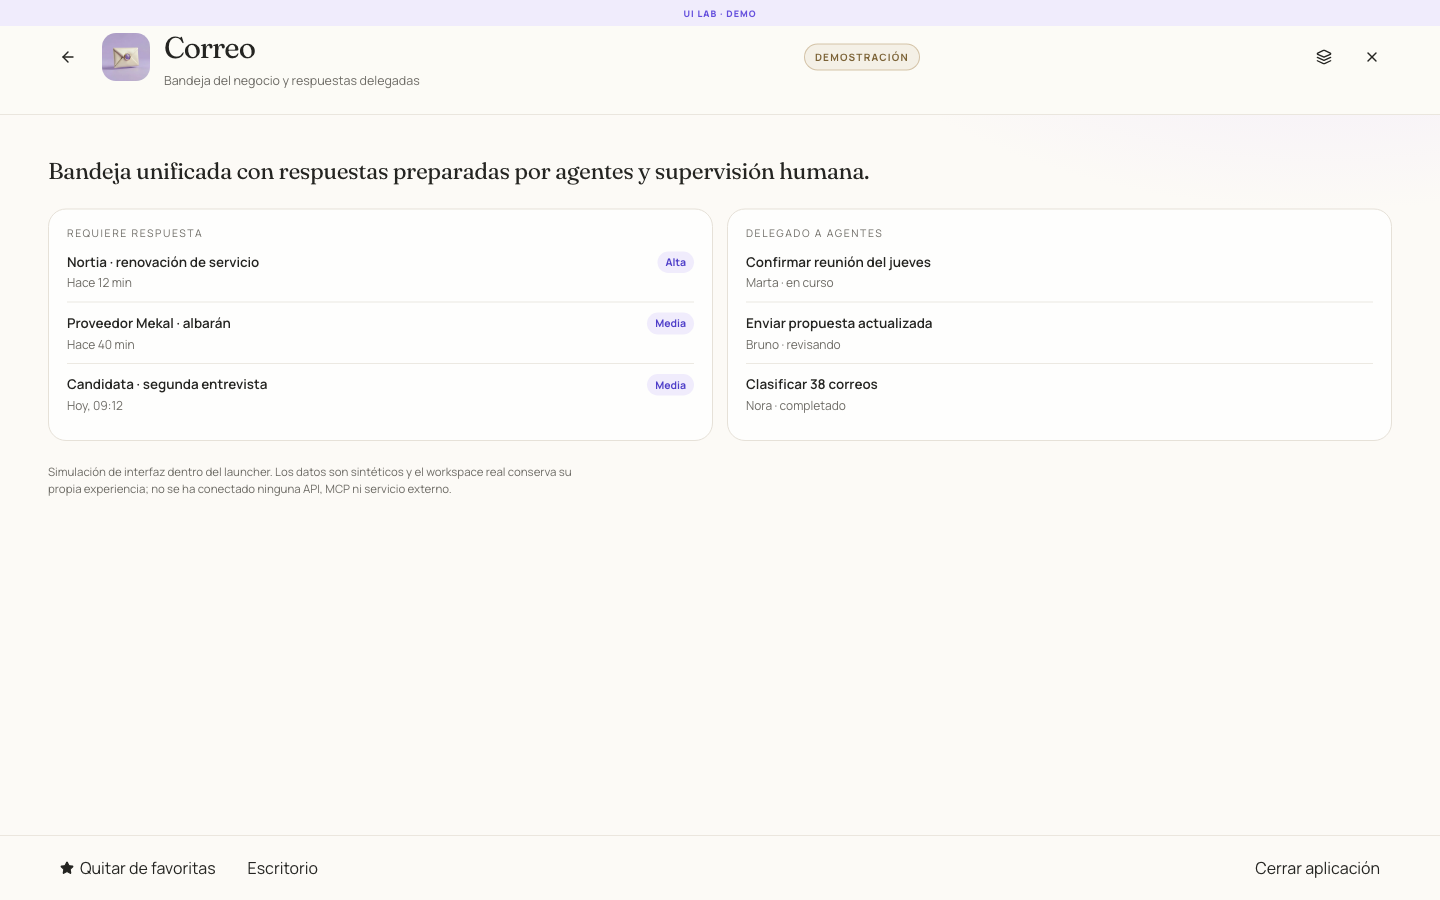 UI LAB · DEMO
Correo
Bandeja del negocio y respuestas delegadas
DEMOSTRACIÓN
Bandeja unificada con respuestas preparadas por agentes y supervisión humana.
REQUIERE RESPUESTA
Nortia · renovación de servicio
Alta
Hace 12 min
Proveedor Mekal · albarán
Media
Hace 40 min
Candidata · segunda entrevista
Media
Hoy, 09:12
DELEGADO A AGENTES
Confirmar reunión del jueves
Marta · en curso
Enviar propuesta actualizada
Bruno · revisando
Clasificar 38 correos
Nora · completado
Simulación de interfaz dentro del launcher. Los datos son sintéticos y el workspace real conserva su
propia experiencia; no se ha conectado ninguna API, MCP ni servicio externo.
Quitar de favoritas
Escritorio
Cerrar aplicación